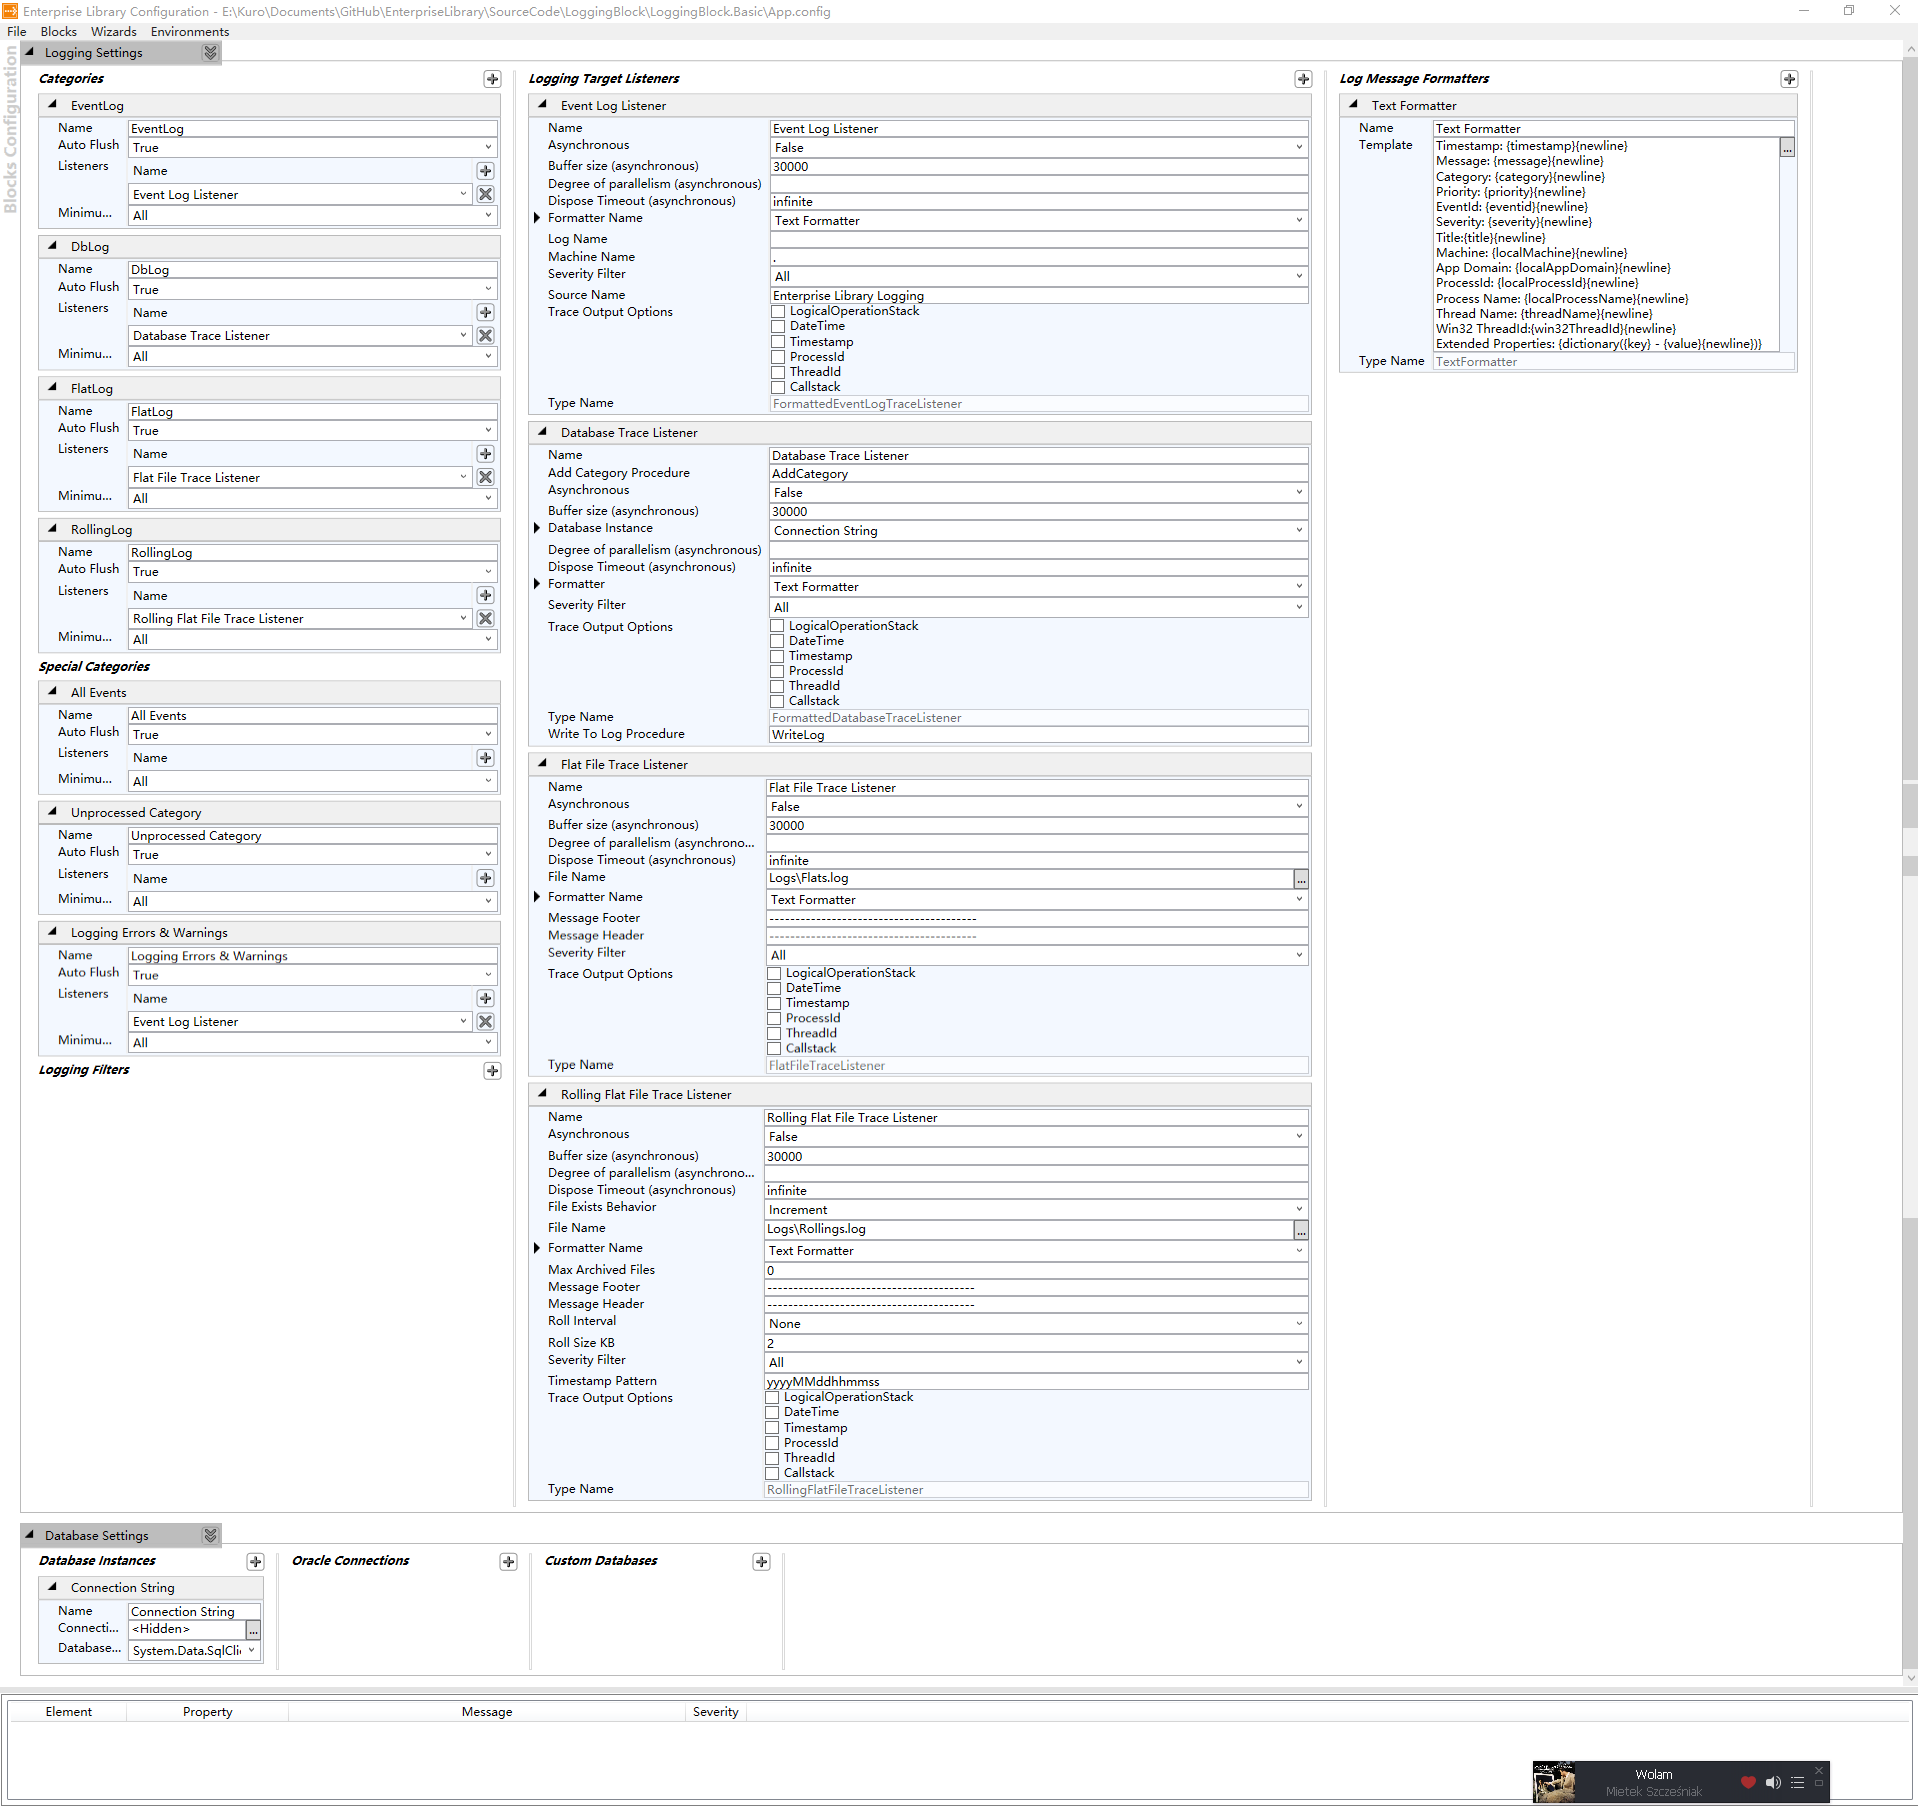 Enterprise Library Configuration - E:\Kuro\Documents\GitHub\EnterpriseLibrary\SourceCode\LoggingBlock\LoggingBlock.Basic\App.config
File Blocks Wizards Environments
Blocks Configuration
Logging Settings
Categories
EventLog
Name EventLog
Auto Flush True
Listeners Name
Event Log Listener
Minimu... All
DbLog
Name DbLog
Auto Flush True
Listeners Name
Database Trace Listener
Minimu... All
FlatLog
Name FlatLog
Auto Flush True
Listeners Name
Flat File Trace Listener
Minimu... All
RollingLog
Name RollingLog
Auto Flush True
Listeners Name
Rolling Flat File Trace Listener
Minimu... All
Special Categories
All Events
Name All Events
Auto Flush True
Listeners Name
Minimu... All
Unprocessed Category
Name Unprocessed Category
Auto Flush True
Listeners Name
Minimu... All
Logging Errors & Warnings
Name Logging Errors & Warnings
Auto Flush True
Listeners Name
Event Log Listener
Minimu... All
Logging Filters
Logging Target Listeners
Event Log Listener
Name Event Log Listener
Asynchronous False
Buffer size (asynchronous) 30000
Degree of parallelism (asynchronous)
Dispose Timeout (asynchronous) infinite
Formatter Name Text Formatter
Log Name
Machine Name .
Severity Filter All
Source Name Enterprise Library Logging
Trace Output Options LogicalOperationStack
DateTime
Timestamp
ProcessId
ThreadId
Callstack
Type Name FormattedEventLogTraceListener
Database Trace Listener
Name Database Trace Listener
Add Category Procedure AddCategory
Asynchronous False
Buffer size (asynchronous) 30000
Database Instance Connection String
Degree of parallelism (asynchronous)
Dispose Timeout (asynchronous) infinite
Formatter Text Formatter
Severity Filter All
Trace Output Options LogicalOperationStack
DateTime
Timestamp
ProcessId
ThreadId
Callstack
Type Name FormattedDatabaseTraceListener
Write To Log Procedure WriteLog
Flat File Trace Listener
Name Flat File Trace Listener
Asynchronous False
Buffer size (asynchronous) 30000
Degree of parallelism (asynchrono...
Dispose Timeout (asynchronous) infinite
File Name Logs\Flats.log ...
Formatter Name Text Formatter
Message Footer ----------------------------------------
Message Header ----------------------------------------
Severity Filter All
Trace Output Options LogicalOperationStack
DateTime
Timestamp
ProcessId
ThreadId
Callstack
Type Name FlatFileTraceListener
Rolling Flat File Trace Listener
Name Rolling Flat File Trace Listener
Asynchronous False
Buffer size (asynchronous) 30000
Degree of parallelism (asynchrono...
Dispose Timeout (asynchronous) infinite
File Exists Behavior Increment
File Name Logs\Rollings.log ...
Formatter Name Text Formatter
Max Archived Files 0
Message Footer ----------------------------------------
Message Header ----------------------------------------
Roll Interval None
Roll Size KB 2
Severity Filter All
Timestamp Pattern yyyyMMddhhmmss
Trace Output Options LogicalOperationStack
DateTime
Timestamp
ProcessId
ThreadId
Callstack
Type Name RollingFlatFileTraceListener
Log Message Formatters
Text Formatter
Name Text Formatter
Template Timestamp: {timestamp}{newline} ...
Message: {message}{newline}
Category: {category}{newline}
Priority: {priority}{newline}
EventId: {eventid}{newline}
Severity: {severity}{newline}
Title:{title}{newline}
Machine: {localMachine}{newline}
App Domain: {localAppDomain}{newline}
ProcessId: {localProcessId}{newline}
Process Name: {localProcessName}{newline}
Thread Name: {threadName}{newline}
Win32 ThreadId:{win32ThreadId}{newline}
Extended Properties: {dictionary({key} - {value}{newline})}
Type Name TextFormatter
Database Settings
Database Instances Oracle Connections Custom Databases
Connection String
Name Connection String
Connecti... <Hidden> ...
Database... System.Data.SqlCli
Element Property Message Severity
Wolam
Mietek Szcześniak